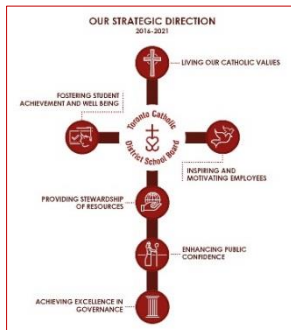 OUR STRATEGIC DIRECTION
2016-2021
LIVING OUR CATHOLIC VALUES
FOSTERING STUDENT
ACHIEVEMENT AND WELL BEING
Toronto Catholic
District School Board
INSPIRING AND
MOTIVATING EMPLOYEES
PROVIDING STEWARDSHIP
OF RESOURCES
ENHANCING PUBLIC
CONFIDENCE
ACHIEVING EXCELLENCE IN
GOVERNANCE